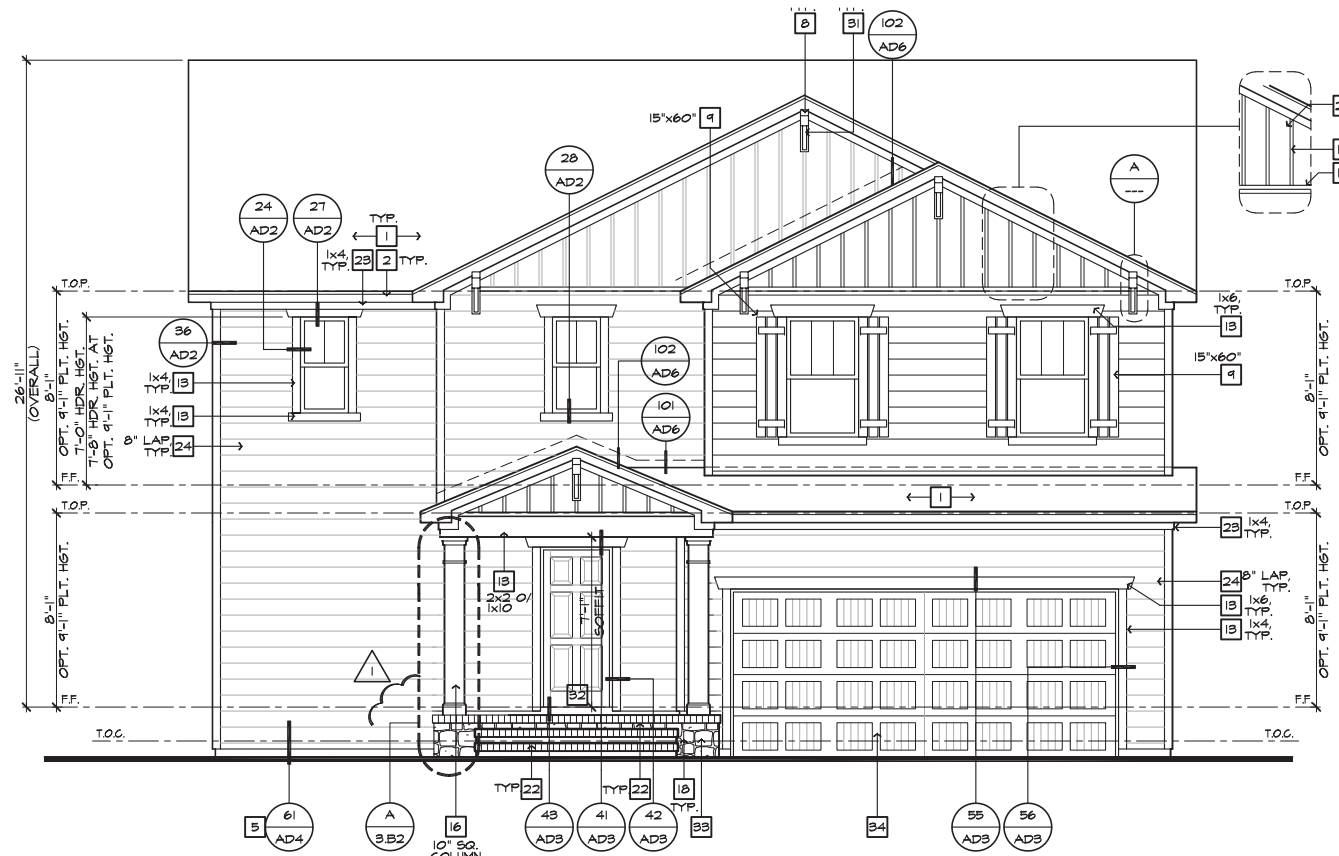 8
31
102
AD6
15"x60" 9
28
AD2
A
---
24
AD2
27
AD2
TYP.
1
1x4,
TYP. 23
2 TYP.
T.O.P.
T.O.P.
36
AD2
1x6,
TYP.
13
102
AD6
15"x60"
9
1x4,
TYP. 13
1x4,
TYP. 13
101
AD6
8" LAP,
TYP. 24
26'-11"
(OVERALL)
8'-1"
OPT. 9'-1" PLT. HGT.
7'-0" HDR. HGT.
7'-8" HDR. HGT. AT
OPT. 9'-1" PLT. HGT.
8'-1"
OPT. 9'-1" PLT. HGT.
F.F.
F.F.
1
T.O.P.
T.O.P.
23 1x4,
TYP.
13
2x2 O/
1x10
7'-1"
SOFFIT
24 8" LAP,
TYP.
13 1x6,
TYP.
13 1x4,
TYP.
8'-1"
OPT. 9'-1" PLT. HGT.
8'-1"
OPT. 9'-1" PLT. HGT.
1
32
F.F.
F.F.
T.O.C.
T.O.C.
TYP. 22
TYP. 22
18
TYP.
5
61
AD4
A
3.B2
16
10" SQ.
COLUMN
43
AD3
41
AD3
42
AD3
33
34
55
AD3
56
AD3